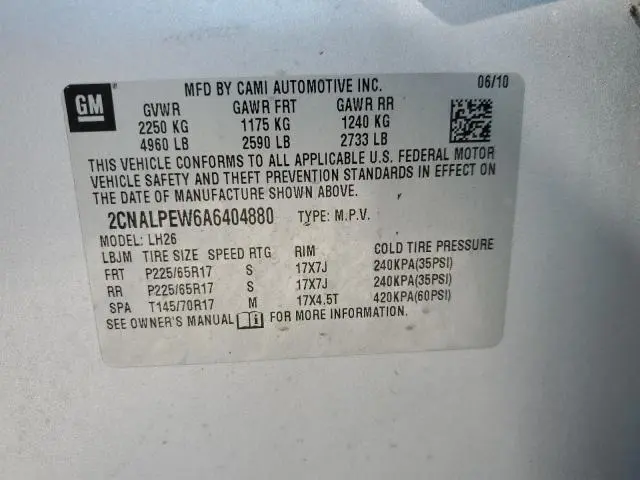 GM
MFD BY CAMI AUTOMOTIVE INC. 06/10
GVWR GAWR FRT GAWR RR
2250 KG 1175 KG 1240 KG
4960 LB 2590 LB 2733 LB
THIS VEHICLE CONFORMS TO ALL APPLICABLE U.S. FEDERAL MOTOR
VEHICLE SAFETY AND THEFT PREVENTION STANDARDS IN EFFECT ON
THE DATE OF MANUFACTURE SHOWN ABOVE.
2CNALPEW6A6404880 TYPE: M.P.V.
MODEL: LH26
LBJM TIRE SIZE SPEED RTG RIM COLD TIRE PRESSURE
FRT P225/65R17 S 17X7J 240KPA(35PSI)
RR P225/65R17 S 17X7J 240KPA(35PSI)
SPA T145/70R17 M 17X4.5T 420KPA(60PSI)
SEE OWNER'S MANUAL FOR MORE INFORMATION.